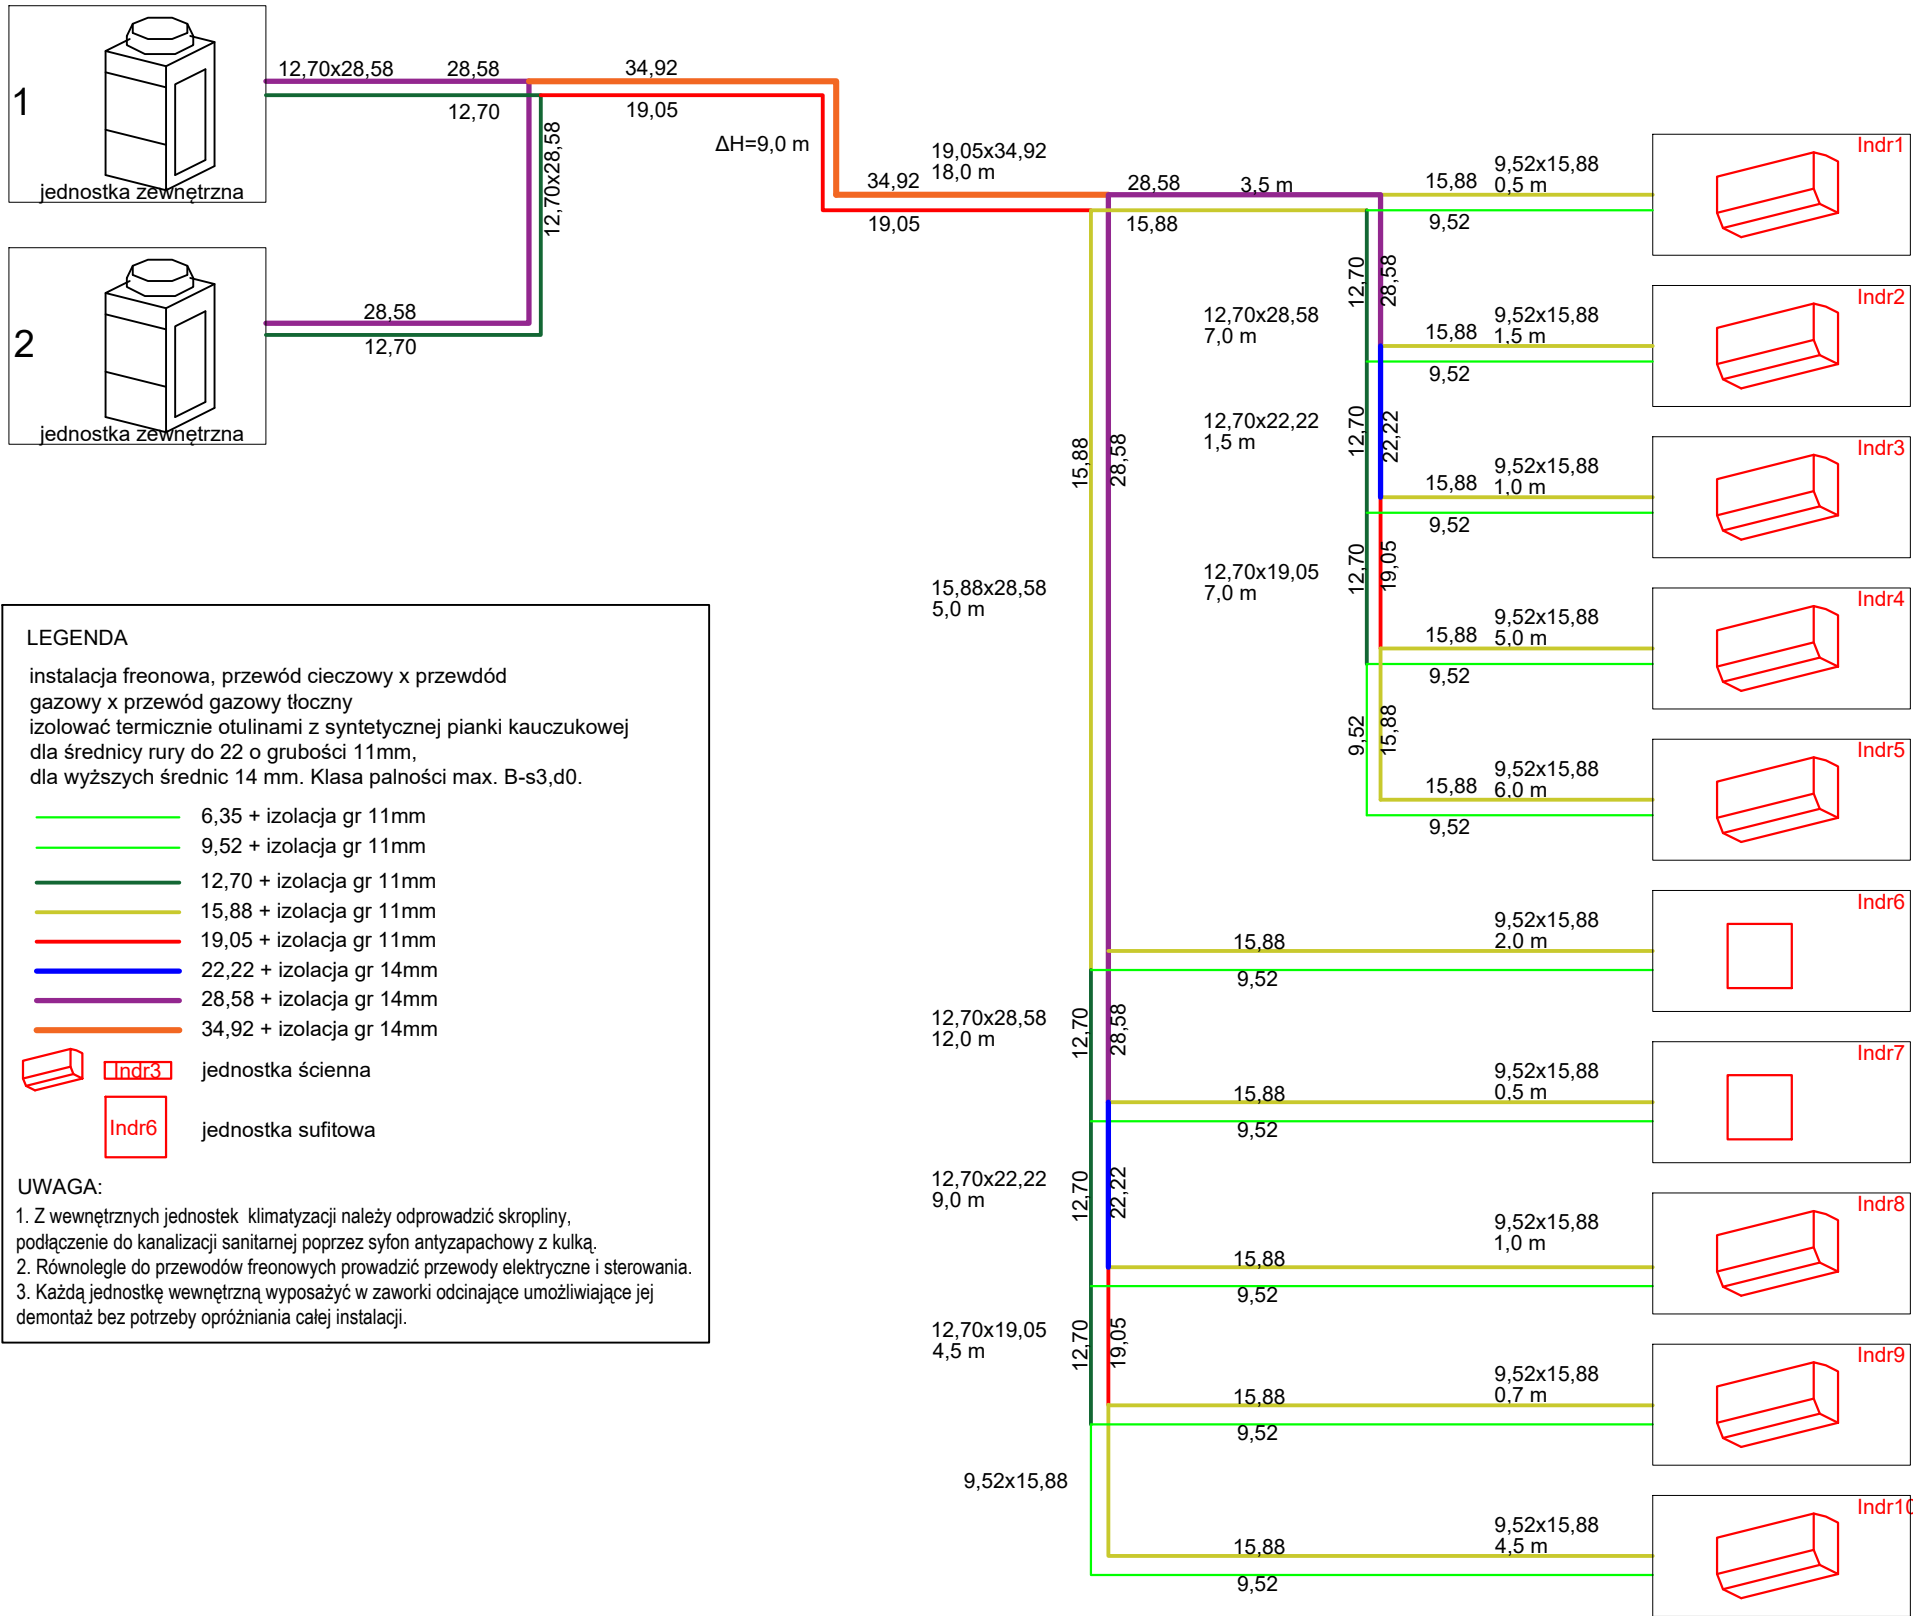 1
jednostka zewnętrzna
12,70x28,58
28,58
12,70
34,92
19,05
12,70x28,58
2
jednostka zewnętrzna
28,58
12,70
ΔH=9,0 m
34,92
19,05
19,05x34,92
18,0 m
28,58
3,5 m
15,88
15,88
9,52x15,88
0,5 m
9,52
Indr1
12,70
28,58
12,70x28,58
7,0 m
15,88
9,52x15,88
1,5 m
9,52
Indr2
12,70x22,22
1,5 m
12,70
22,22
15,88
9,52x15,88
1,0 m
9,52
Indr3
12,70x19,05
7,0 m
12,70
19,05
15,88
9,52x15,88
5,0 m
9,52
Indr4
9,52
15,88
15,88
9,52x15,88
6,0 m
9,52
Indr5
15,88
28,58
15,88x28,58
5,0 m
15,88
9,52x15,88
2,0 m
9,52
Indr6
12,70x28,58
12,0 m
12,70
28,58
15,88
9,52x15,88
0,5 m
9,52
Indr7
12,70x22,22
9,0 m
12,70
22,22
15,88
9,52x15,88
1,0 m
9,52
Indr8
12,70x19,05
4,5 m
12,70
19,05
15,88
9,52x15,88
0,7 m
9,52
Indr9
9,52x15,88
15,88
9,52x15,88
4,5 m
9,52
Indr10
LEGENDA
instalacja freonowa, przewód cieczowy x przewdód
gazowy x przewód gazowy tłoczny
izolować termicznie otulinami z syntetycznej pianki kauczukowej
dla średnicy rury do 22 o grubości 11mm,
dla wyższych średnic 14 mm. Klasa palności max. B-s3,d0.
6,35 + izolacja gr 11mm
9,52 + izolacja gr 11mm
12,70 + izolacja gr 11mm
15,88 + izolacja gr 11mm
19,05 + izolacja gr 11mm
22,22 + izolacja gr 14mm
28,58 + izolacja gr 14mm
34,92 + izolacja gr 14mm
Indr3 jednostka ścienna
Indr6 jednostka sufitowa
UWAGA:
1. Z wewnętrznych jednostek klimatyzacji należy odprowadzić skropliny,
podłączenie do kanalizacji sanitarnej poprzez syfon antyzapachowy z kulką.
2. Równolegle do przewodów freonowych prowadzić przewody elektryczne i sterowania.
3. Każdą jednostkę wewnętrzną wyposażyć w zaworki odcinające umożliwiające jej
demontaż bez potrzeby opróżniania całej instalacji.